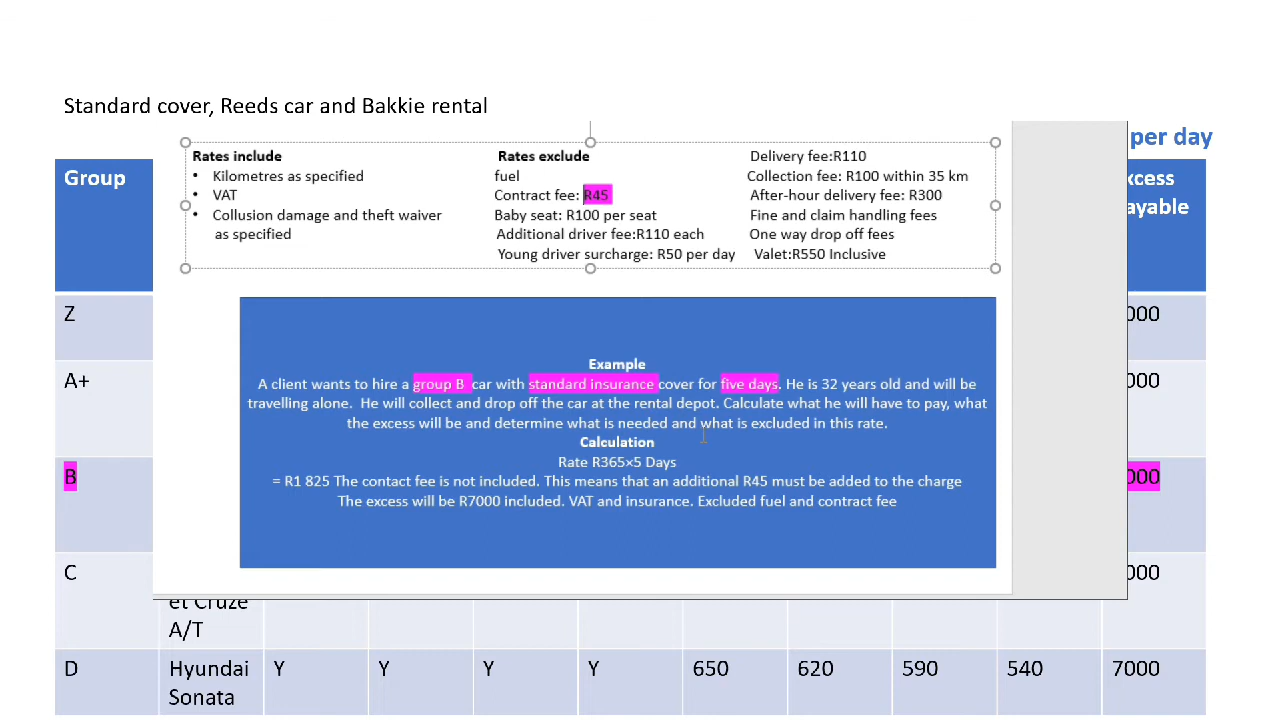 Standard cover, Reeds car and Bakkie rental
per day
Group
Rates include
Rates exclude
Delivery fee:R110
• Kilometres as specified
fuel
Collection fee: R100 within 35 km
• VAT
Contract fee: R45
After-hour delivery fee: R300
• Collusion damage and theft waiver
Baby seat: R100 per seat
Fine and claim handling fees
as specified
Additional driver fee:R110 each
One way drop off fees
Young driver surcharge: R50 per day
Valet:R550 Inclusive
Z
000
A+
000
Example
A client wants to hire a group B car with standard insurance cover for five days. He is 32 years old and will be
travelling alone. He will collect and drop off the car at the rental depot. Calculate what he will have to pay, what
the excess will be and determine what is needed and what is excluded in this rate.
Calculation
Rate R365×5 Days
= R1 825 The contact fee is not included. This means that an additional R45 must be added to the charge
The excess will be R7000 included. VAT and insurance. Excluded fuel and contract fee
B
000
C
000
et Cruze
A/T
D Hyundai Y Y Y Y 650 620 590 540 7000
Sonata